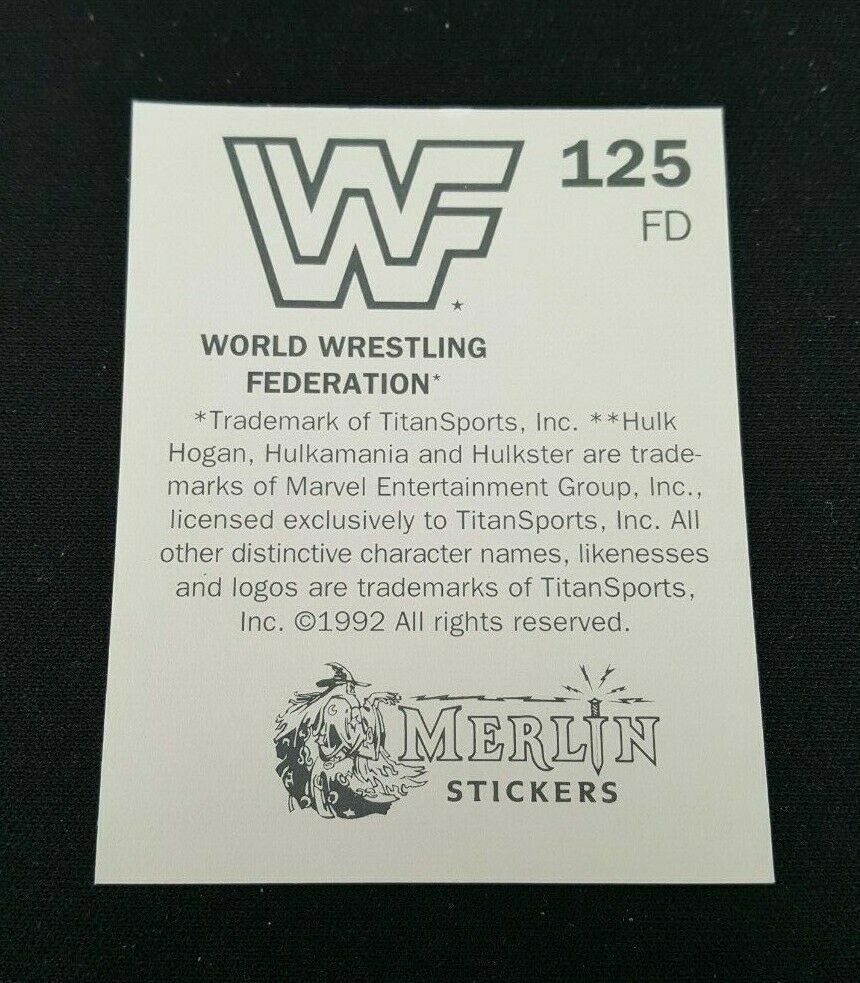 WF
125
FD
WORLD WRESTLING
FEDERATION*
*Trademark of TitanSports, Inc. **Hulk
Hogan, Hulkamania and Hulkster are trade-
marks of Marvel Entertainment Group, Inc.,
licensed exclusively to TitanSports, Inc. All
other distinctive character names, likenesses
and logos are trademarks of TitanSports,
Inc. ©1992 All rights reserved.
MERLIN
STICKERS